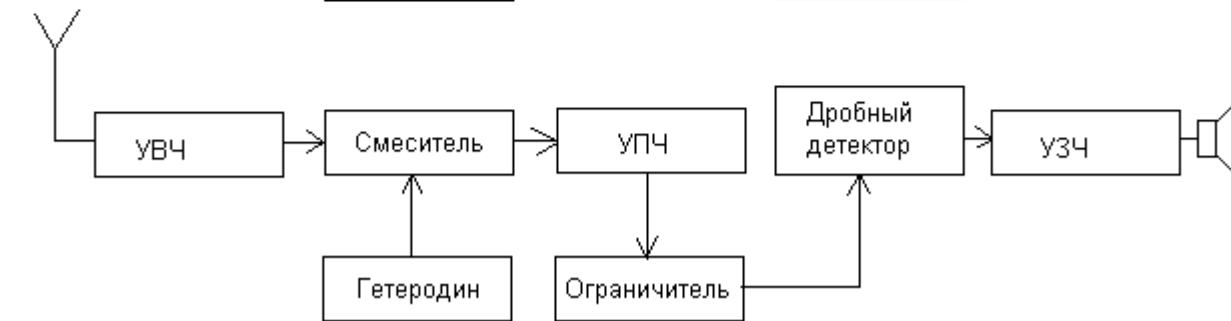 УВЧ
Смеситель
УПЧ
Дробный
детектор
УЗЧ
Гетеродин
Ограничитель